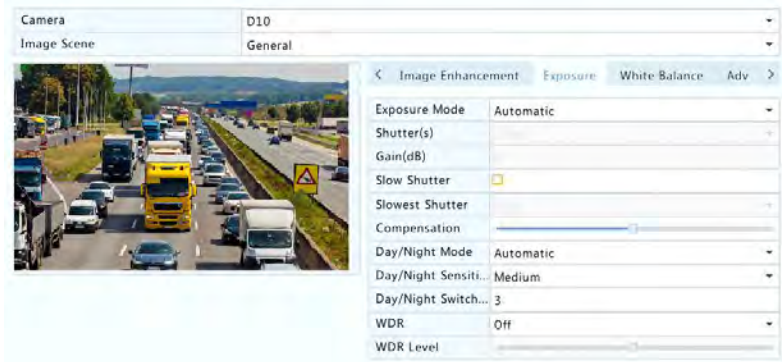 Camera D10
Image Scene General
< Image Enhancement Exposure White Balance Adv >
Exposure Mode Automatic
Shutter(s)
Gain(dB)
Slow Shutter
Slowest Shutter
Compensation
Day/Night Mode Automatic
Day/Night Sensiti... Medium
Day/Night Switch... 3
WDR Off
WDR Level